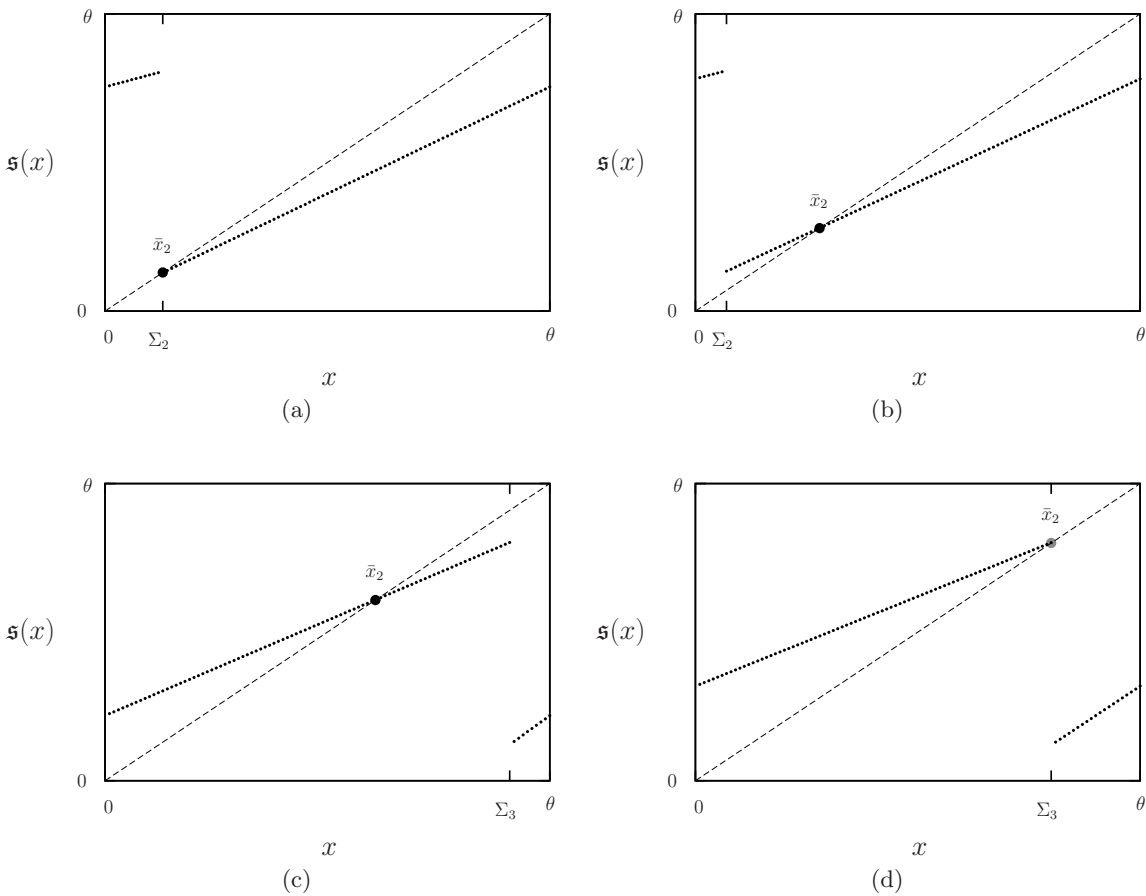 θ
𝔰(x)
x̄₂
0
0 Σ₂ θ
x
(a)
θ
𝔰(x)
x̄₂
0
0 Σ₂ θ
x
(b)
θ
𝔰(x)
x̄₂
0
0 Σ₃ θ
x
(c)
θ
x̄₂
𝔰(x)
0
0 Σ₃ θ
x
(d)